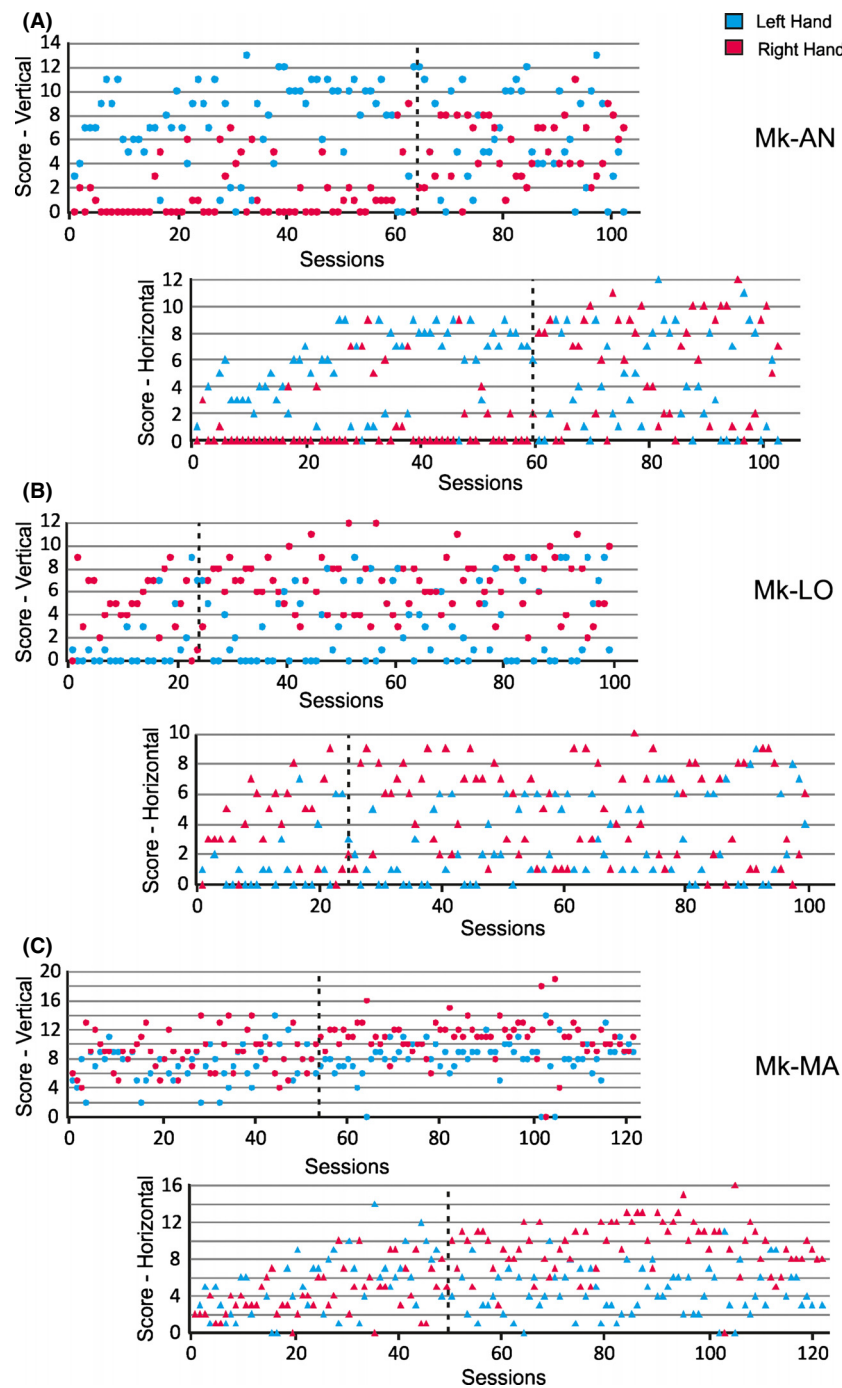 (A)
Left Hand
Right Hand
Mk-AN
Score - Vertical
14
12
10
8
6
4
2
0
0 20 40 60 80 100
Sessions
Score - Horizontal
12
10
8
6
4
2
0
0 20 40 60 80 100
Sessions
(B)
Mk-LO
Score - Vertical
12
10
8
6
4
2
0
0 20 40 60 80 100
Sessions
Score - Horizontal
10
8
6
4
2
0
0 20 40 60 80 100
Sessions
(C)
Mk-MA
Score - Vertical
20
16
12
8
4
0
0 20 40 60 80 100 120
Sessions
Score - Horizontal
16
12
8
4
0
0 20 40 60 80 100 120
Sessions